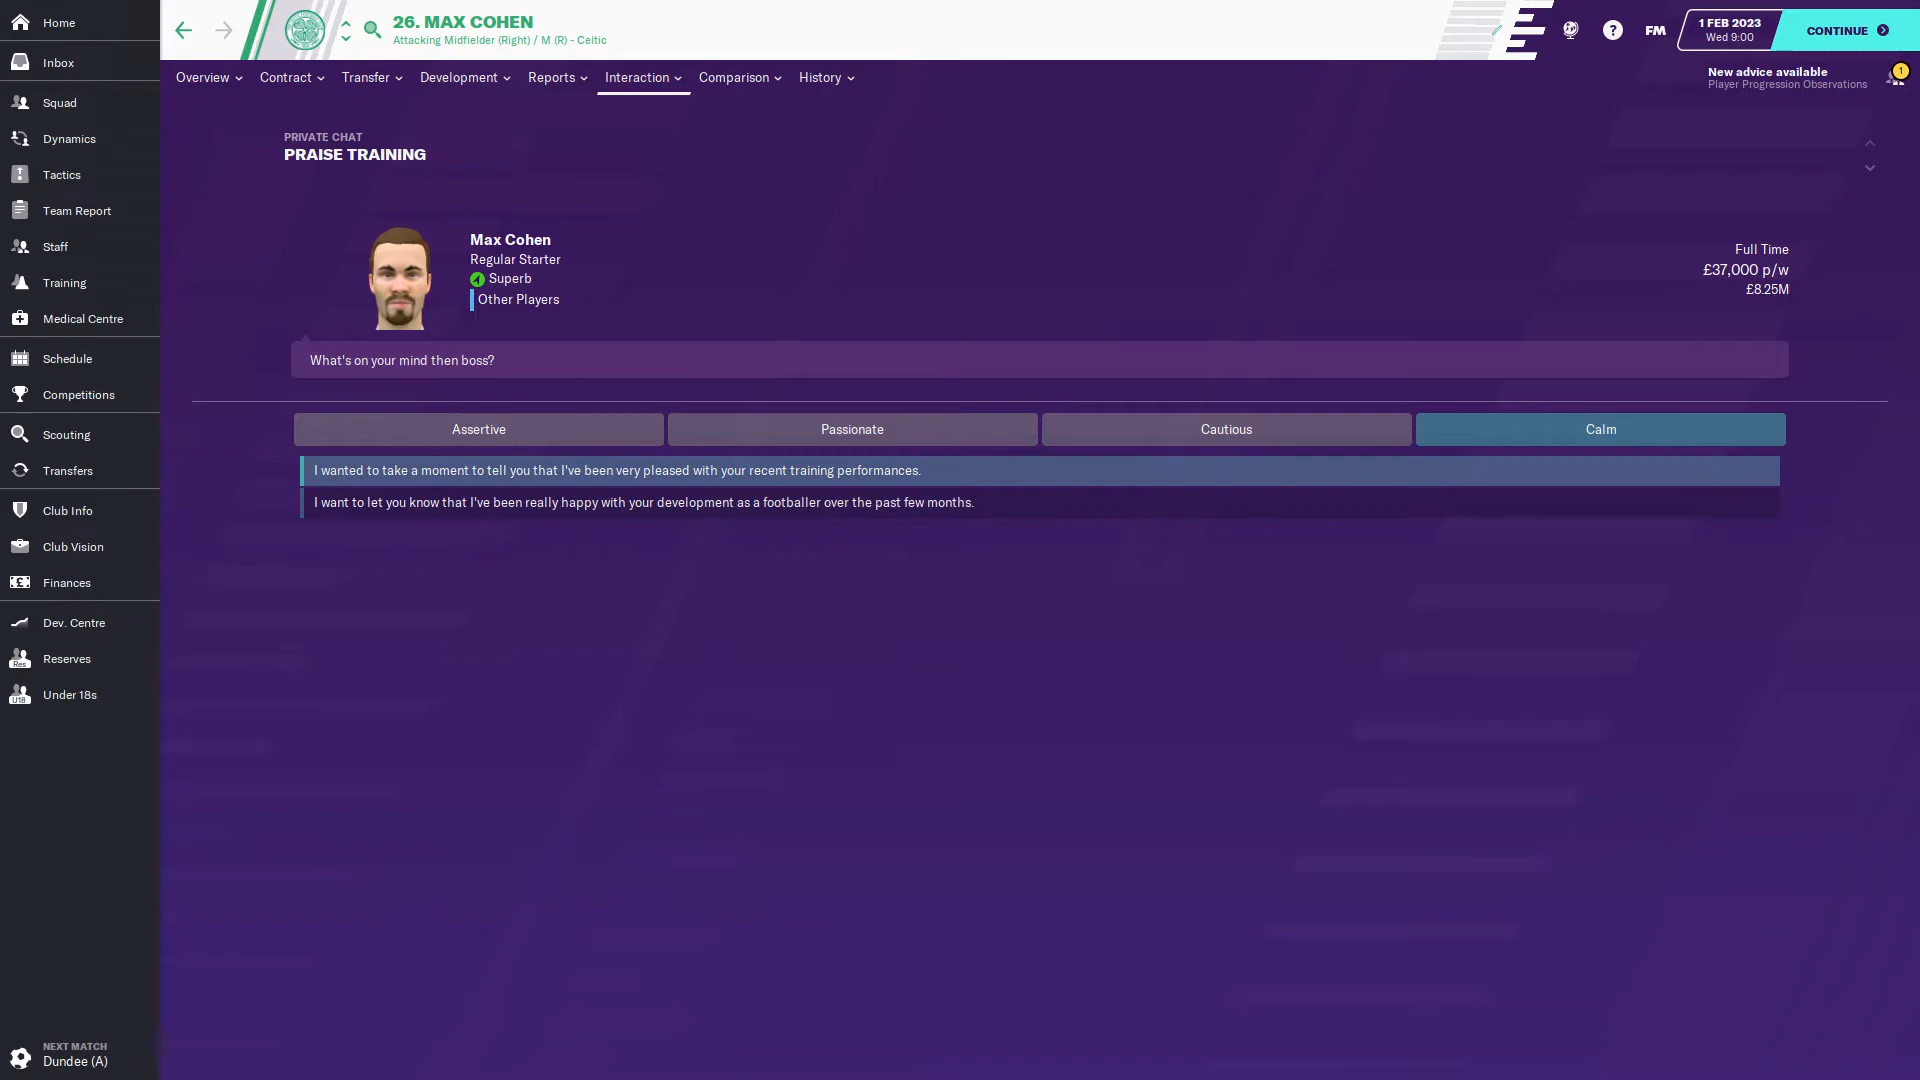 Home
Inbox
Squad
Dynamics
Tactics
Team Report
Staff
Training
Medical Centre
Schedule
Competitions
Scouting
Transfers
Club Info
Club Vision
Finances
Dev. Centre
Res
Reserves
U18
Under 18s
NEXT MATCH
Dundee (A)
26. MAX COHEN
Attacking Midfielder (Right) / M (R) - Celtic
?
FM
1 FEB 2023
Wed 9:00
CONTINUE
Overview Contract Transfer Development Reports Interaction Comparison History
New advice available
Player Progression Observations
1
PRIVATE CHAT
PRAISE TRAINING
Max Cohen
Regular Starter
Superb
Other Players
Full Time
£37,000 p/w
£8.25M
What's on your mind then boss?
Assertive Passionate Cautious Calm
I wanted to take a moment to tell you that I've been very pleased with your recent training performances.
I want to let you know that I've been really happy with your development as a footballer over the past few months.